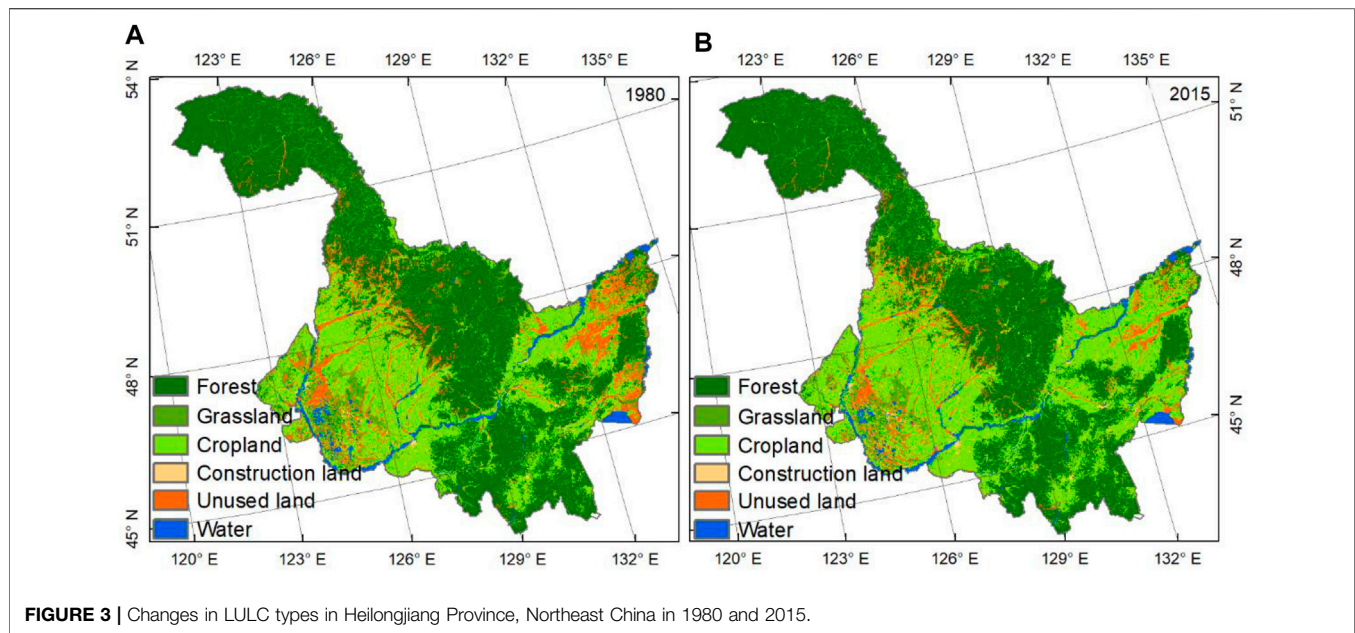 A
B
123° E 126° E 129° E 132° E 135° E
123° E 126° E 129° E 132° E 135° E
54° N
51° N
48° N
45° N
1980
2015
51° N
48° N
45° N
Forest
Grassland
Cropland
Construction land
Unused land
Water
Forest
Grassland
Cropland
Construction land
Unused land
Water
120° E 123° E 126° E 129° E 132° E
120° E 123° E 126° E 129° E 132° E
FIGURE 3 | Changes in LULC types in Heilongjiang Province, Northeast China in 1980 and 2015.